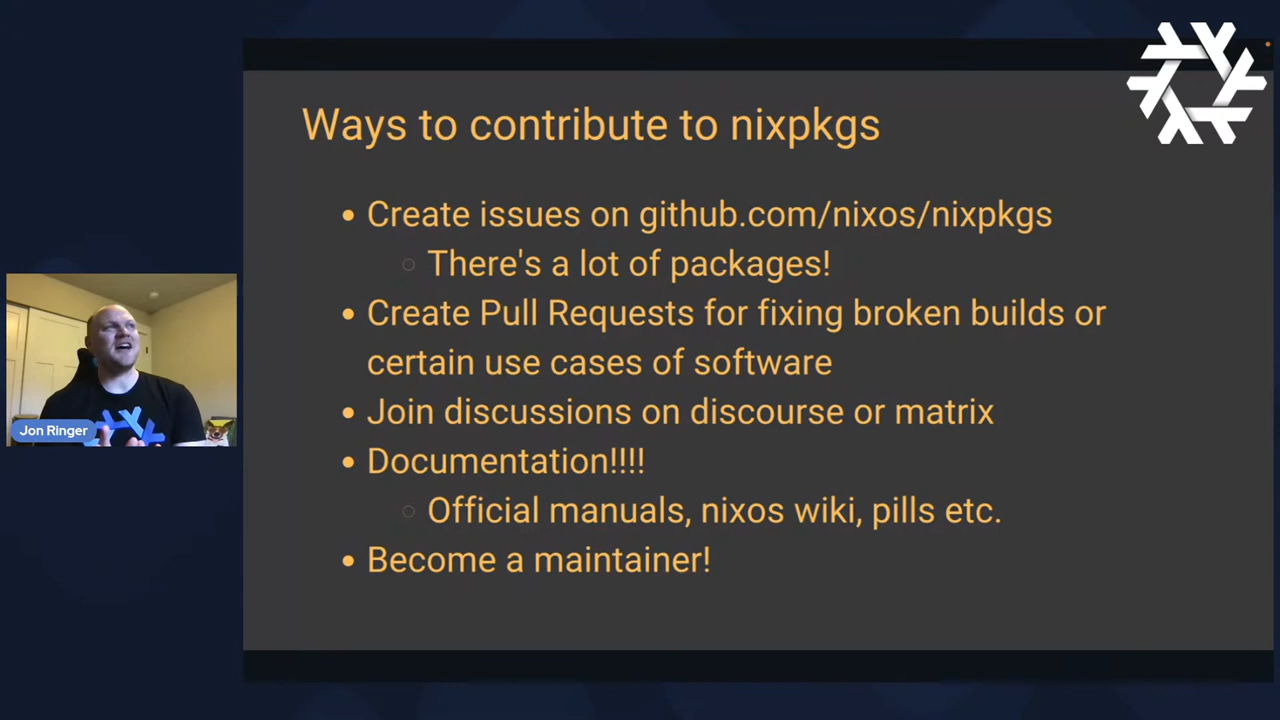 Ways to contribute to nixpkgs
Create issues on github.com/nixos/nixpkgs
There's a lot of packages!
Create Pull Requests for fixing broken builds or
certain use cases of software
Join discussions on discourse or matrix
Documentation!!!!
Official manuals, nixos wiki, pills etc.
Become a maintainer!
Jon Ringer